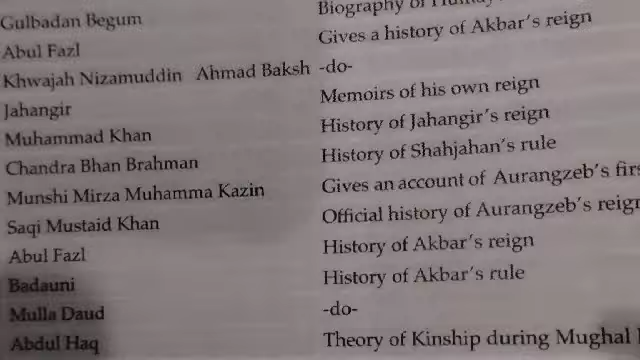 Gulbadan Begum Biography of
Abul Fazl Gives a history of Akbar's reign
Khwajah Nizamuddin Ahmad Baksh -do-
Jahangir Memoirs of his own reign
Muhammad Khan History of Jahangir's reign
Chandra Bhan Brahman History of Shahjahan's rule
Munshi Mirza Muhamma Kazin Gives an account of Aurangzeb's
Saqi Mustaid Khan Official history of Aurangzeb's
Abul Fazl History of Akbar's reign
Badauni History of Akbar's rule
Mulla Daud -do-
Abdul Haq Theory of Kinship during Mughal